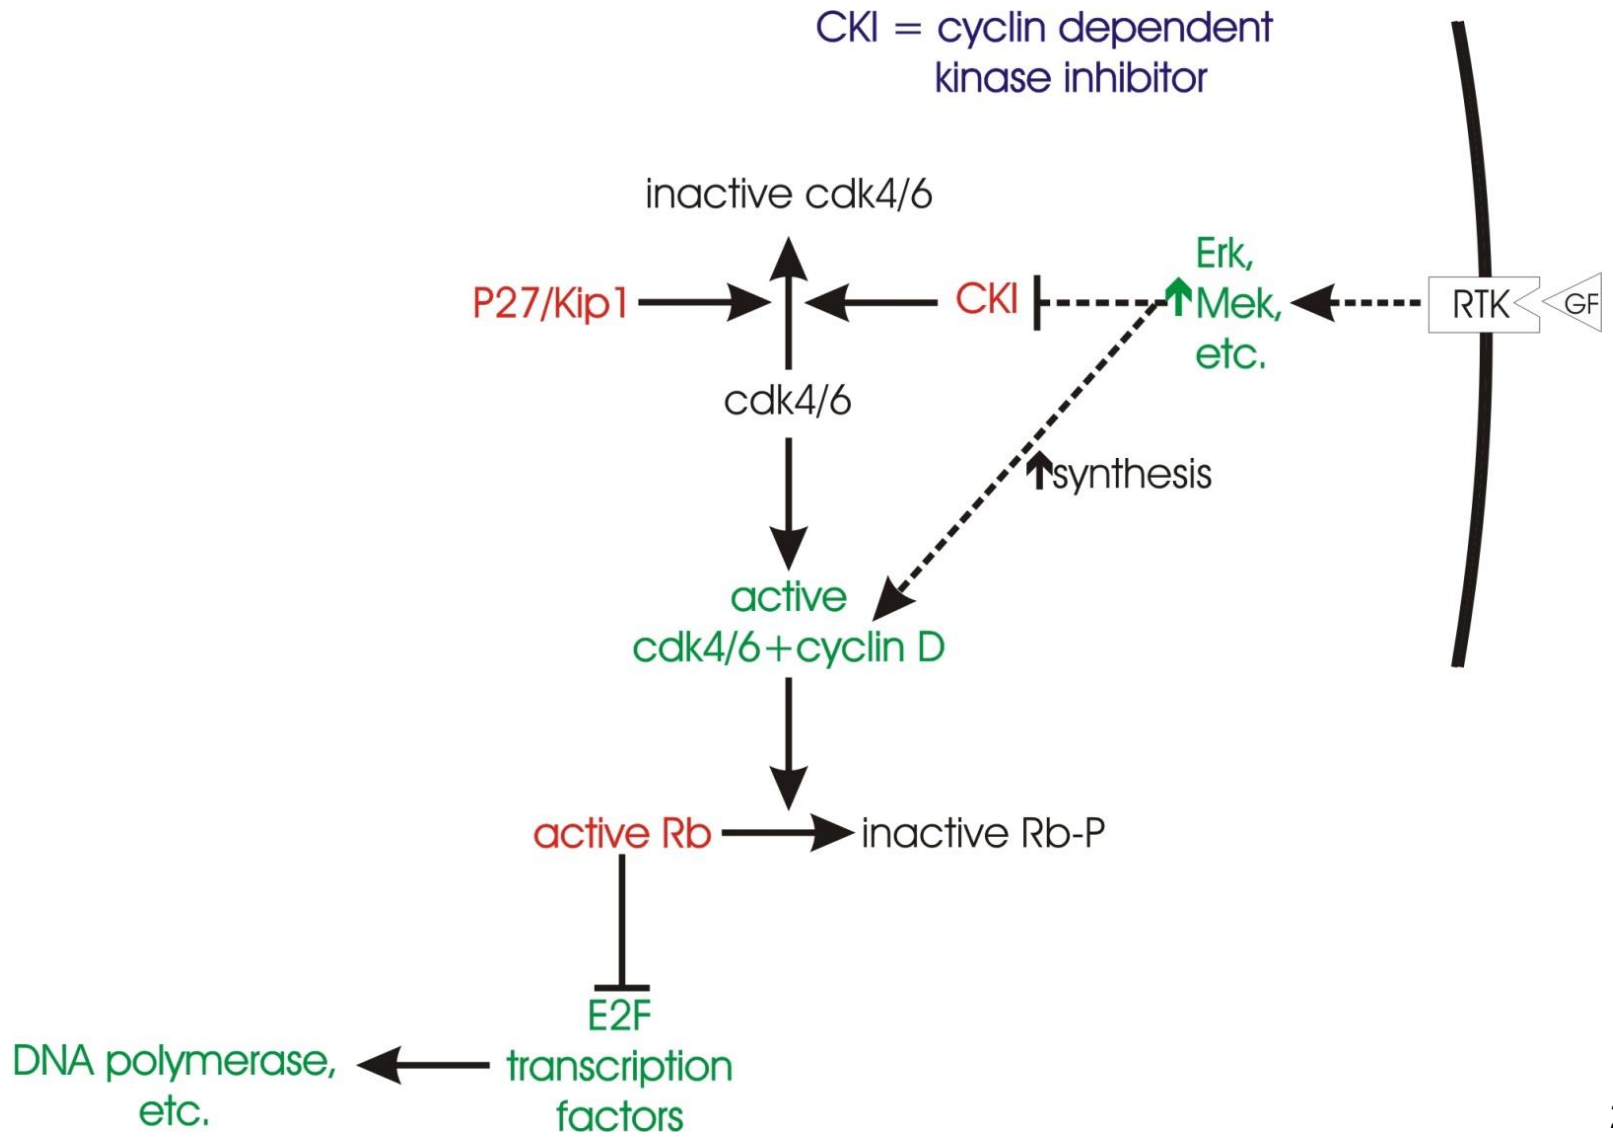 CKI = cyclin dependent
kinase inhibitor
inactive cdk4/6
Erk,
P27/Kip1
CKI
Mek,
RTK
GF
etc.
cdk4/6
synthesis
active
cdk4/6+cyclin D
active Rb
inactive Rb-P
E2F
DNA polymerase,
transcription
etc.
factors